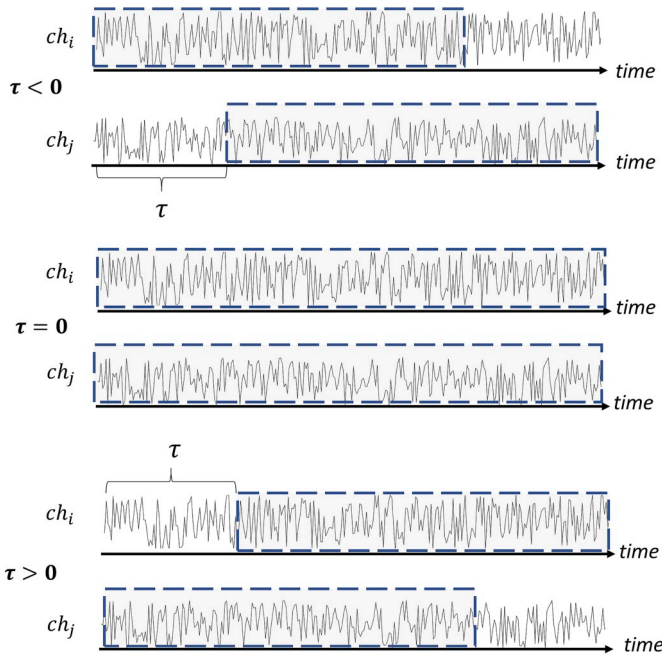 ch_i
time
τ < 0
ch_j
time
τ
ch_i
time
τ = 0
ch_j
time
τ
ch_i
time
τ > 0
ch_j
time